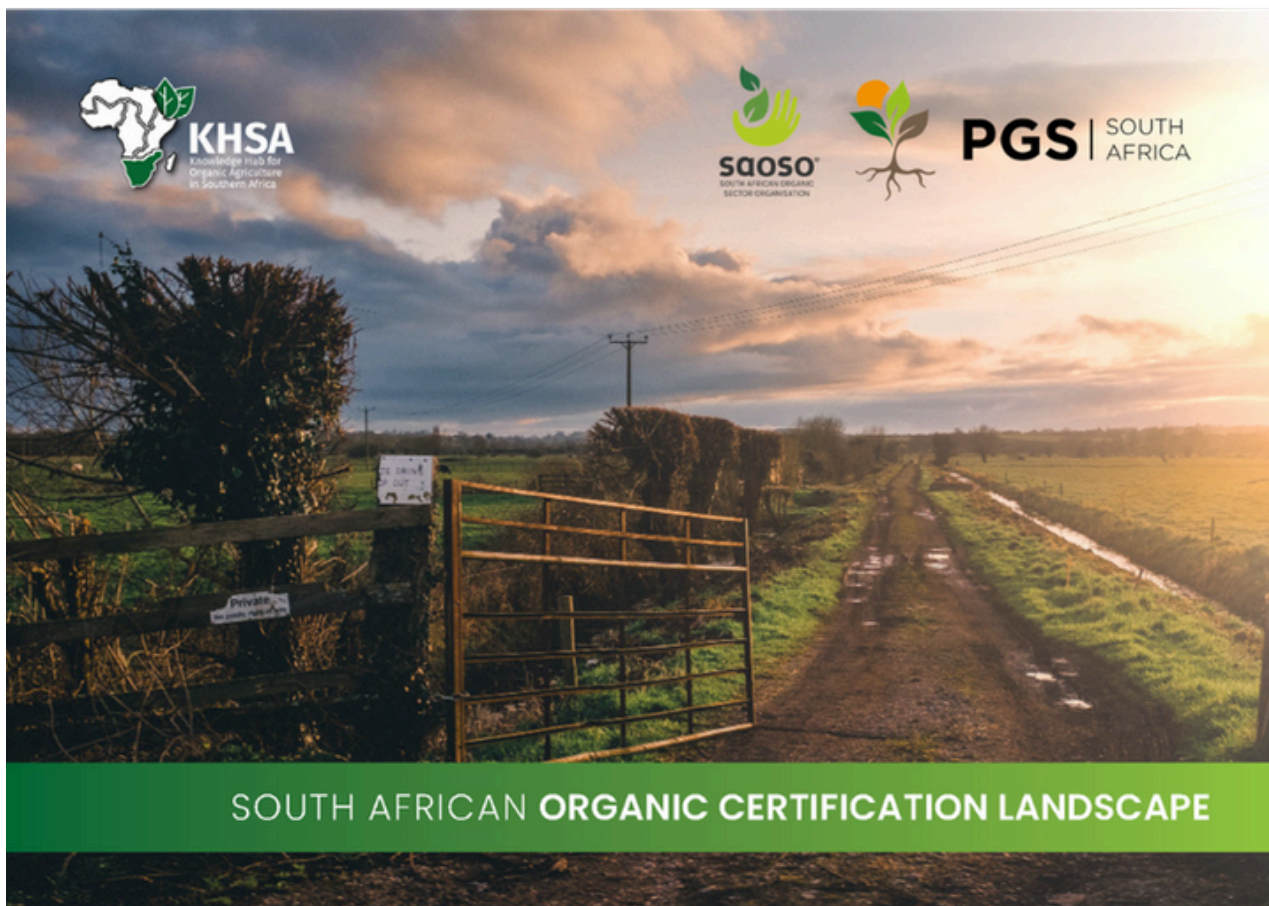 KHSA
Knowledge Hub for
Organic Agriculture
in Southern Africa
saoso
SOUTH AFRICAN ORGANIC
SECTOR ORGANISATION
PGS | SOUTH
AFRICA
OUT
Private
SOUTH AFRICAN ORGANIC CERTIFICATION LANDSCAPE